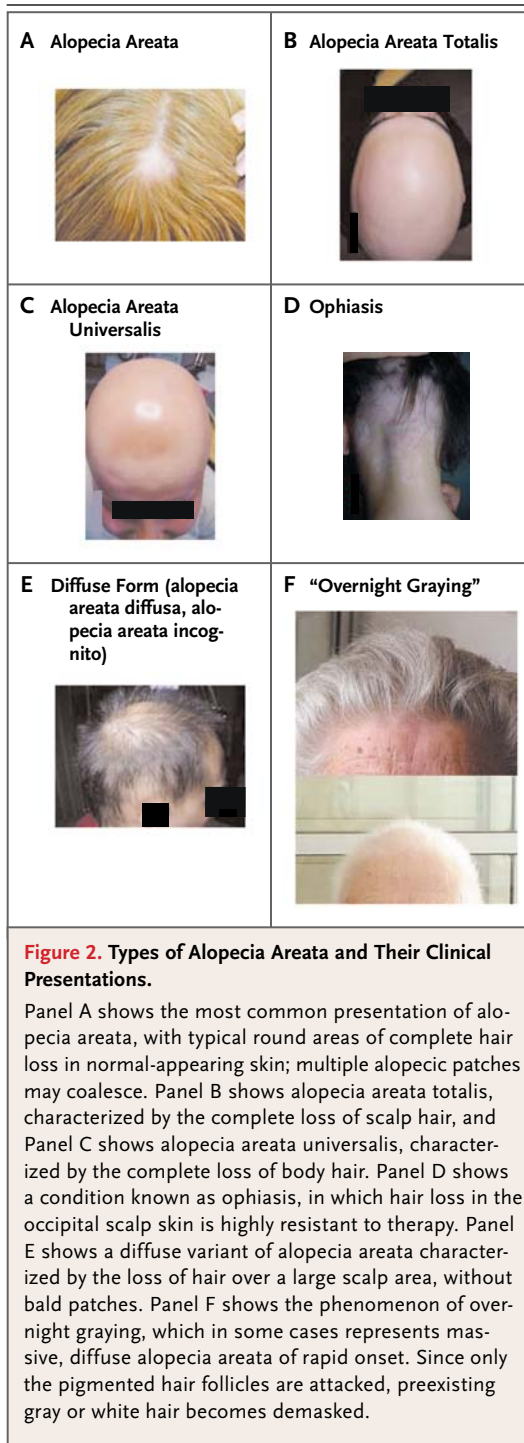 A Alopecia Areata
B Alopecia Areata Totalis
C Alopecia Areata
Universalis
D Ophiasis
E Diffuse Form (alopecia
areata diffusa, alo-
pecia areata incog-
nito)
F “Overnight Graying”
Figure 2. Types of Alopecia Areata and Their Clinical
Presentations.
Panel A shows the most common presentation of alo-
pecia areata, with typical round areas of complete hair
loss in normal-appearing skin; multiple alopecic patches
may coalesce. Panel B shows alopecia areata totalis,
characterized by the complete loss of scalp hair, and
Panel C shows alopecia areata universalis, character-
ized by the complete loss of body hair. Panel D shows
a condition known as ophiasis, in which hair loss in the
occipital scalp skin is highly resistant to therapy. Panel
E shows a diffuse variant of alopecia areata character-
ized by the loss of hair over a large scalp area, without
bald patches. Panel F shows the phenomenon of over-
night graying, which in some cases represents mas-
sive, diffuse alopecia areata of rapid onset. Since only
the pigmented hair follicles are attacked, preexisting
gray or white hair becomes demasked.